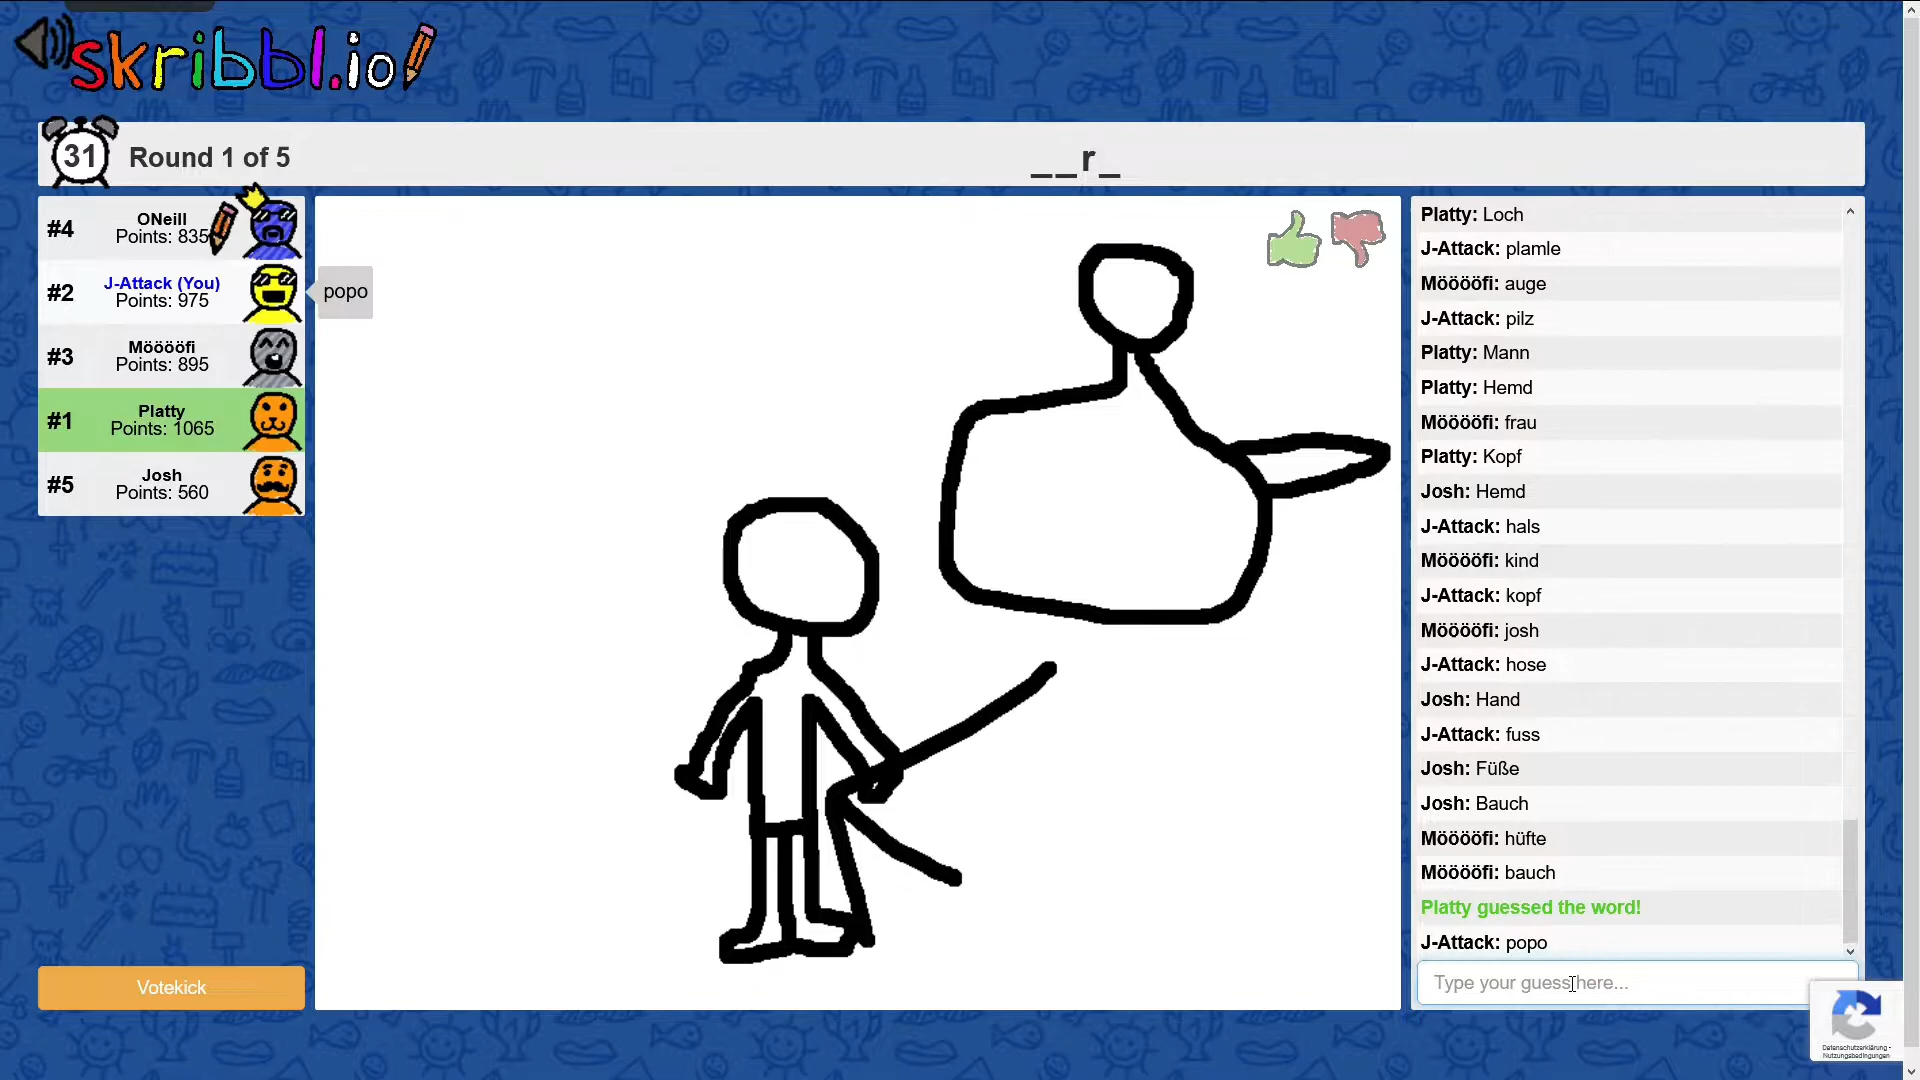 skribbl.io
31
Round 1 of 5
__r_
#4
ONeill
Points: 835
#2
J-Attack (You)
Points: 975
popo
#3
Mööööfi
Points: 895
#1
Platty
Points: 1065
#5
Josh
Points: 560
Votekick
Platty: Loch
J-Attack: plamle
Mööööfi: auge
J-Attack: pilz
Platty: Mann
Platty: Hemd
Mööööfi: frau
Platty: Kopf
Josh: Hemd
J-Attack: hals
Mööööfi: kind
J-Attack: kopf
Mööööfi: josh
J-Attack: hose
Josh: Hand
J-Attack: fuss
Josh: Füße
Josh: Bauch
Mööööfi: hüfte
Mööööfi: bauch
Platty guessed the word!
J-Attack: popo
Type your guess here...
Datenschutzerklärung -
Nutzungsbedingungen